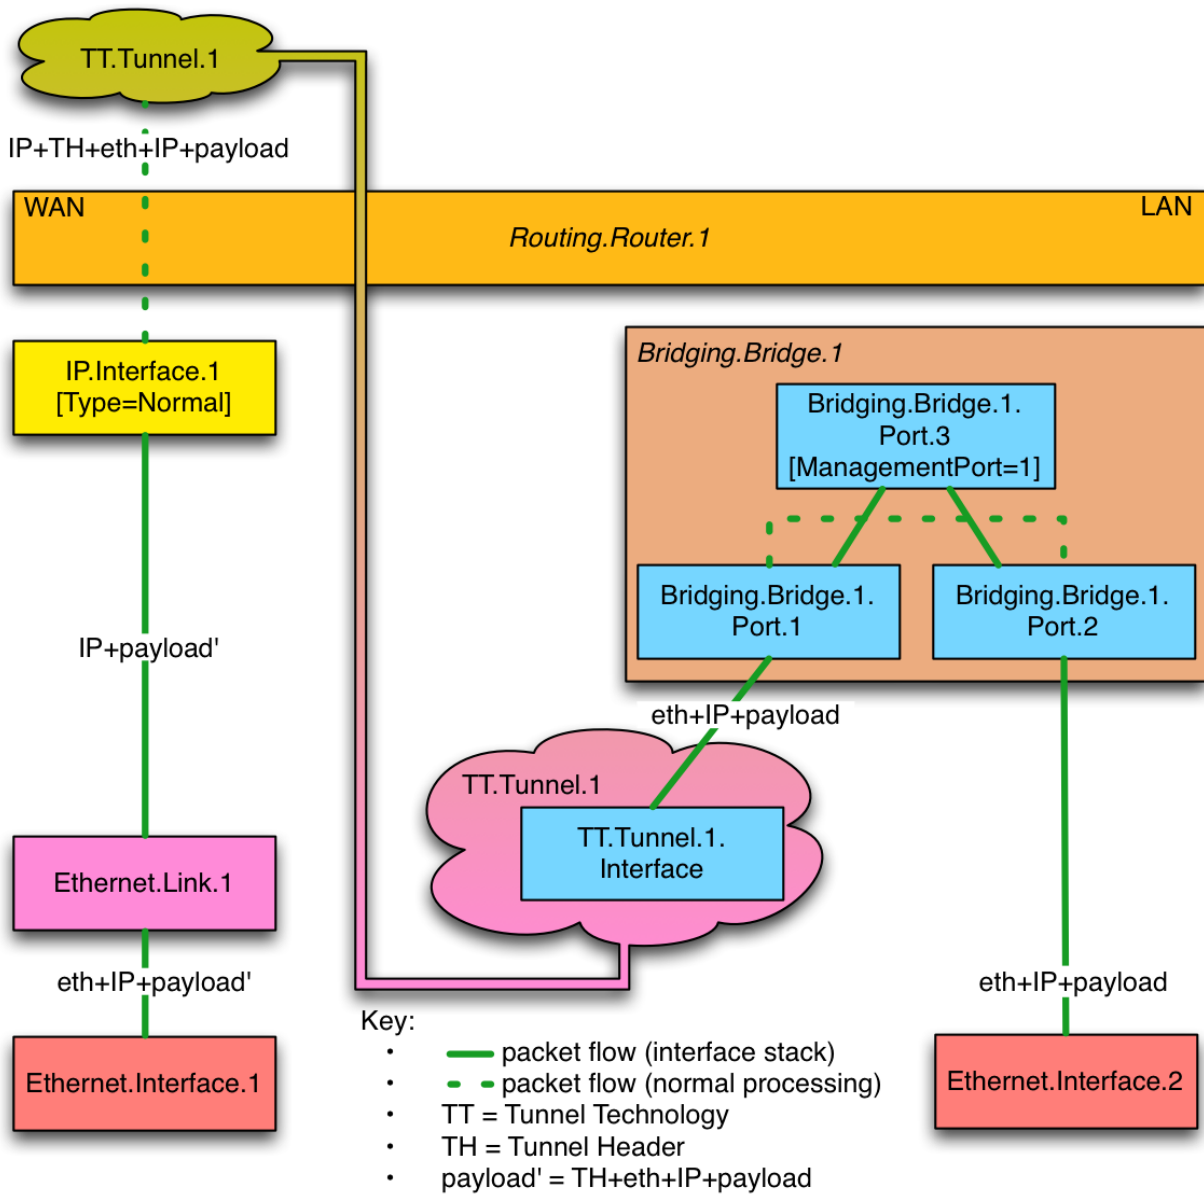 TT.Tunnel.1
IP+TH+eth+IP+payload
WAN
LAN
Routing.Router.1
IP.Interface.1
[Type=Normal]
Bridging.Bridge.1
Bridging.Bridge.1.
Port.3
[ManagementPort=1]
Bridging.Bridge.1.
Port.1
Bridging.Bridge.1.
Port.2
IP+payload'
eth+IP+payload
TT.Tunnel.1
TT.Tunnel.1.
Interface
Ethernet.Link.1
eth+IP+payload'
eth+IP+payload
Ethernet.Interface.1
Ethernet.Interface.2
Key:
• packet flow (interface stack)
• packet flow (normal processing)
• TT = Tunnel Technology
• TH = Tunnel Header
• payload' = TH+eth+IP+payload